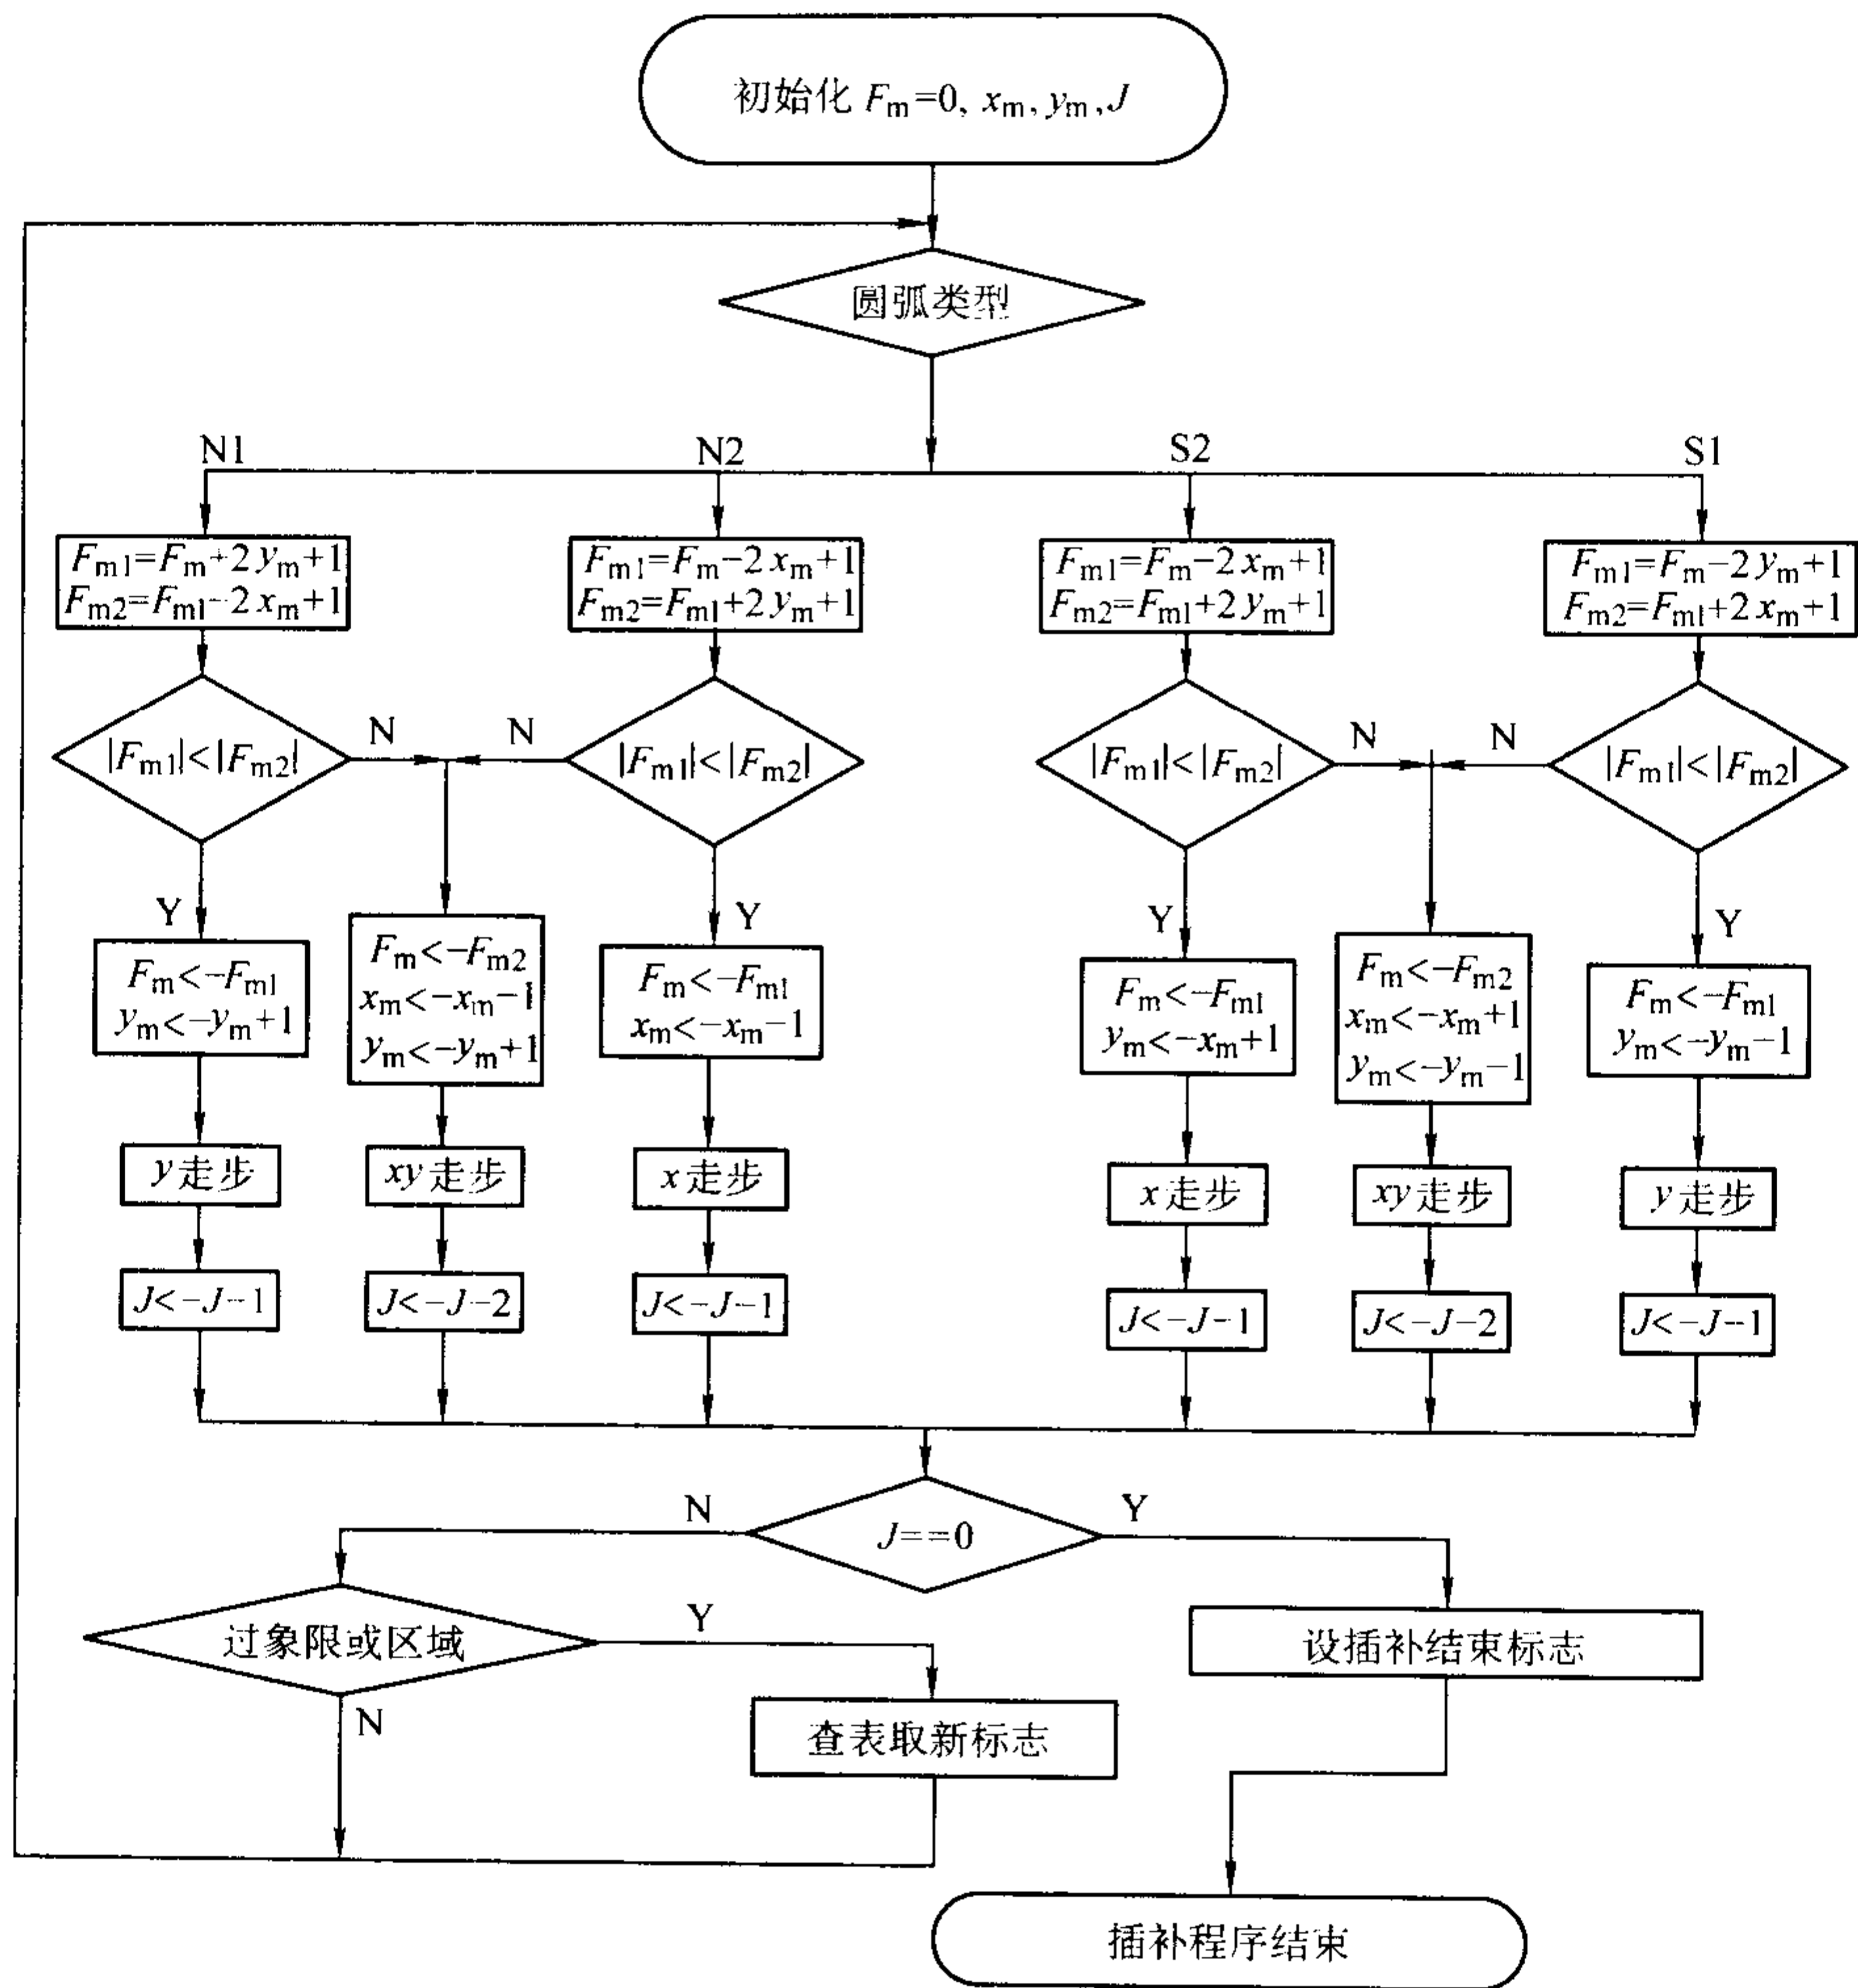 初始化 Fm=0, xm, ym, J
圆弧类型
N1
N2
S2
S1
Fm1=Fm+2ym+1
Fm2=Fm1-2xm+1
Fm1=Fm-2xm+1
Fm2=Fm1+2ym+1
Fm1=Fm-2xm+1
Fm2=Fm1+2ym+1
Fm1=Fm-2ym+1
Fm2=Fm1+2xm+1
|Fm1|<|Fm2|
N
N
|Fm1|<|Fm2|
|Fm1|<|Fm2|
N
N
|Fm1|<|Fm2|
Y
Y
Y
Y
Fm<-Fm1
ym<-ym+1
Fm<-Fm2
xm<-xm-1
ym<-ym+1
Fm<-Fm1
xm<-xm-1
Fm<-Fm1
ym<-xm+1
Fm<-Fm2
xm<-xm+1
ym<-ym-1
Fm<-Fm1
ym<-ym-1
y走步
xy走步
x走步
x走步
xy走步
y走步
J<-J-1
J<-J-2
J<-J-1
J<-J-1
J<-J-2
J<-J-1
N
J==0
Y
过象限或区域
Y
设插补结束标志
N
查表取新标志
插补程序结束